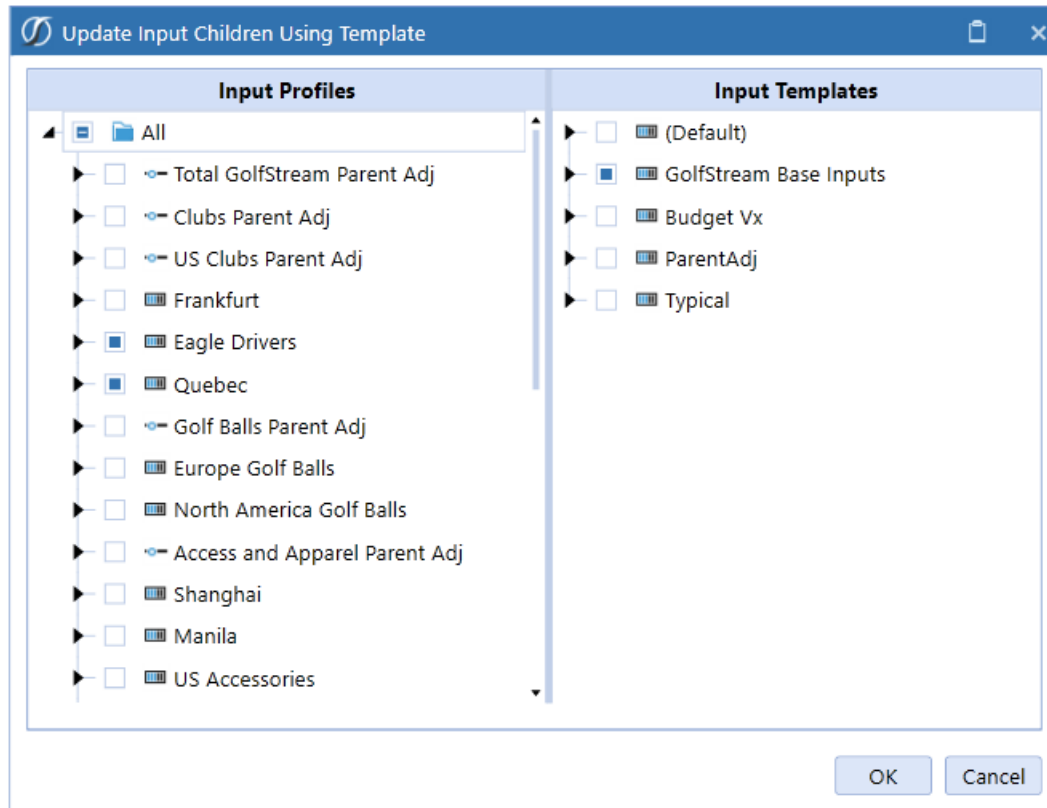 Update Input Children Using Template
Input Profiles
All
Total GolfStream Parent Adj
Clubs Parent Adj
US Clubs Parent Adj
Frankfurt
Eagle Drivers
Quebec
Golf Balls Parent Adj
Europe Golf Balls
North America Golf Balls
Access and Apparel Parent Adj
Shanghai
Manila
US Accessories
Input Templates
(Default)
GolfStream Base Inputs
Budget Vx
ParentAdj
Typical
OK
Cancel